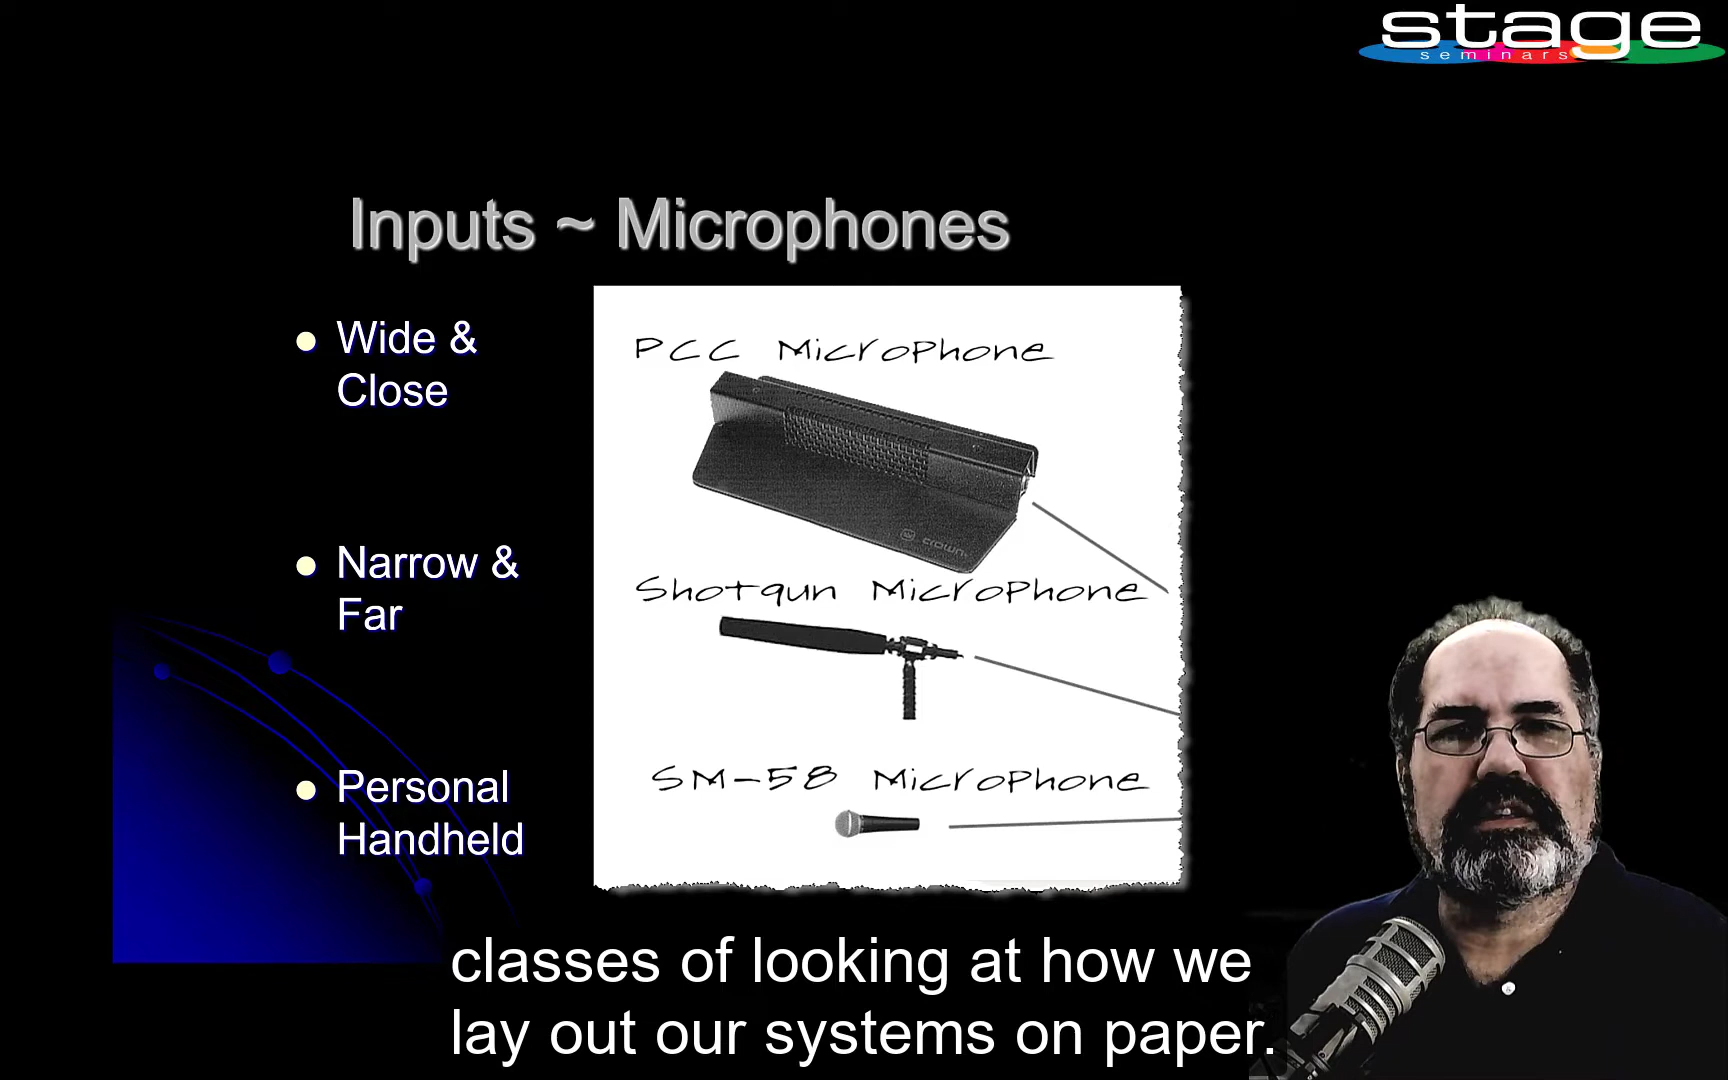 stage
seminars
Inputs ~ Microphones
Wide &
Close
PCC Microphone
crown
Narrow &
Far
Shotgun Microphone
Personal
Handheld
SM-58 Microphone
classes of looking at how we
lay out our systems on paper.